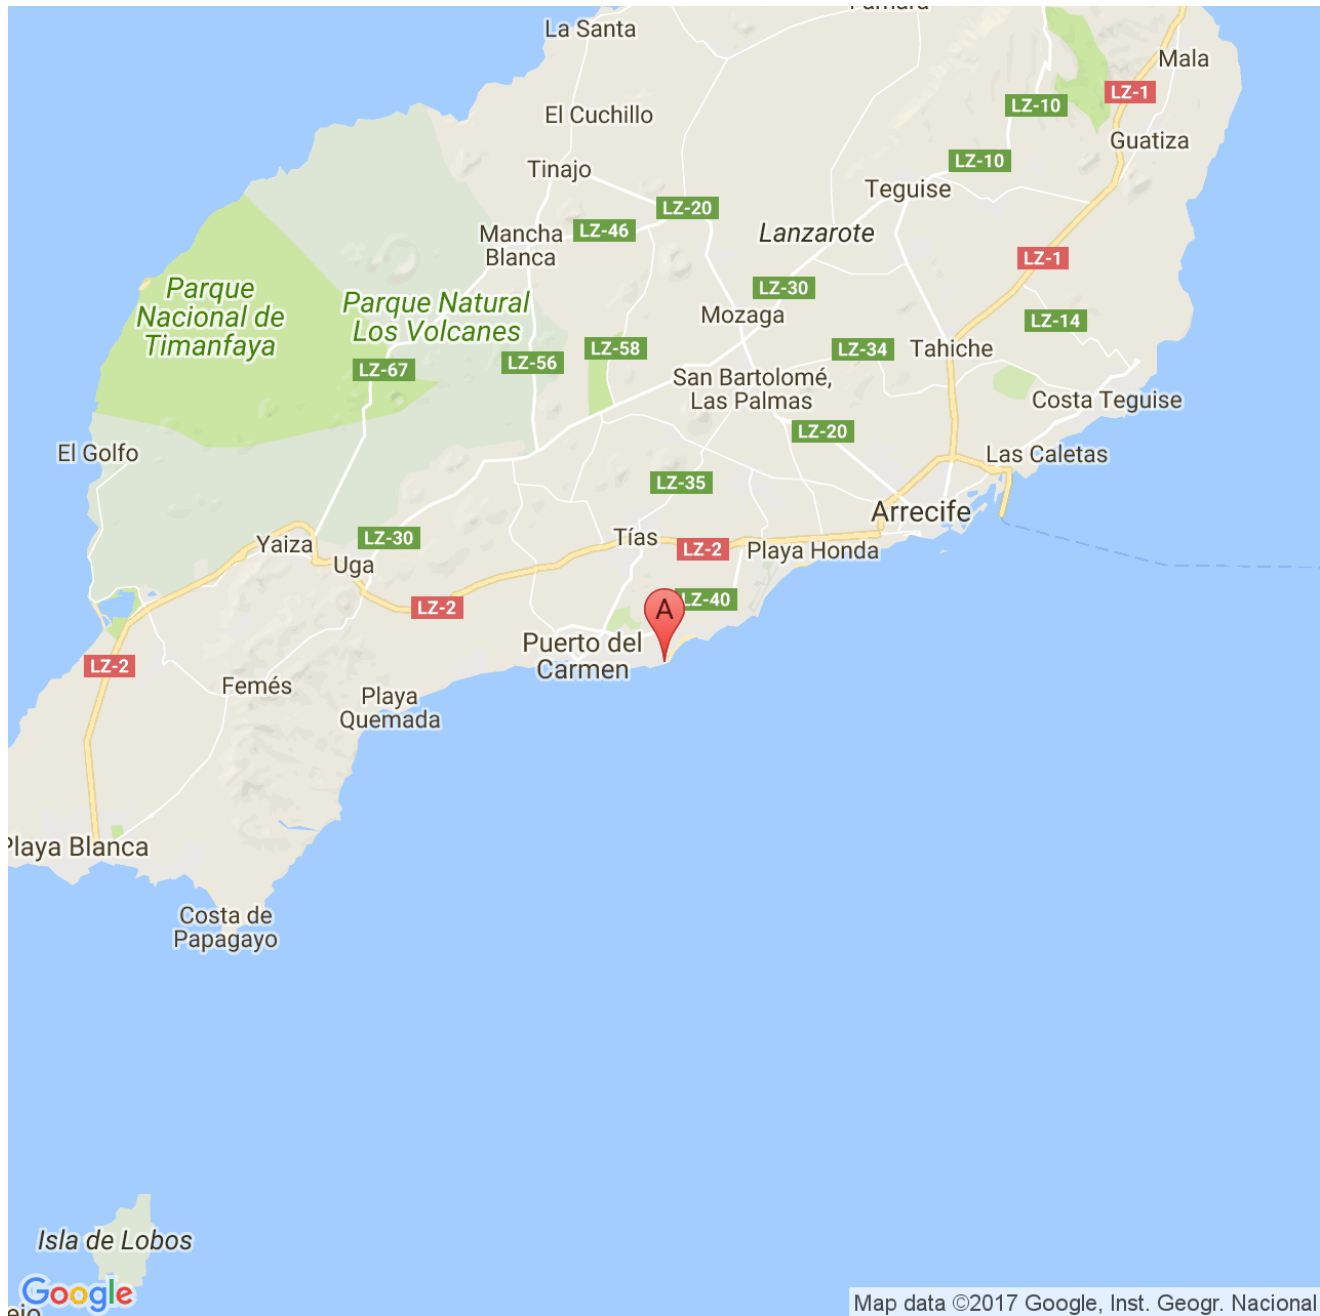 La Santa
Mala
LZ-1
LZ-10
El Cuchillo
Guatiza
LZ-10
Tinajo
Teguise
LZ-20
LZ-46
Mancha
Blanca
Lanzarote
LZ-1
Parque
Nacional de
Timanfaya
Parque Natural
Los Volcanes
LZ-30
Mozaga
LZ-14
LZ-58
LZ-34
Tahiche
LZ-56
LZ-67
San Bartolomé,
Las Palmas
Costa Teguise
LZ-20
El Golfo
Las Caletas
LZ-35
Arrecife
Yaiza
LZ-30
Tías
LZ-2
Playa Honda
Uga
LZ-2
A
LZ-40
Puerto del
Carmen
LZ-2
Femés
Playa
Quemada
Playa Blanca
Costa de
Papagayo
Isla de Lobos
Google
Map data ©2017 Google, Inst. Geogr. Nacional